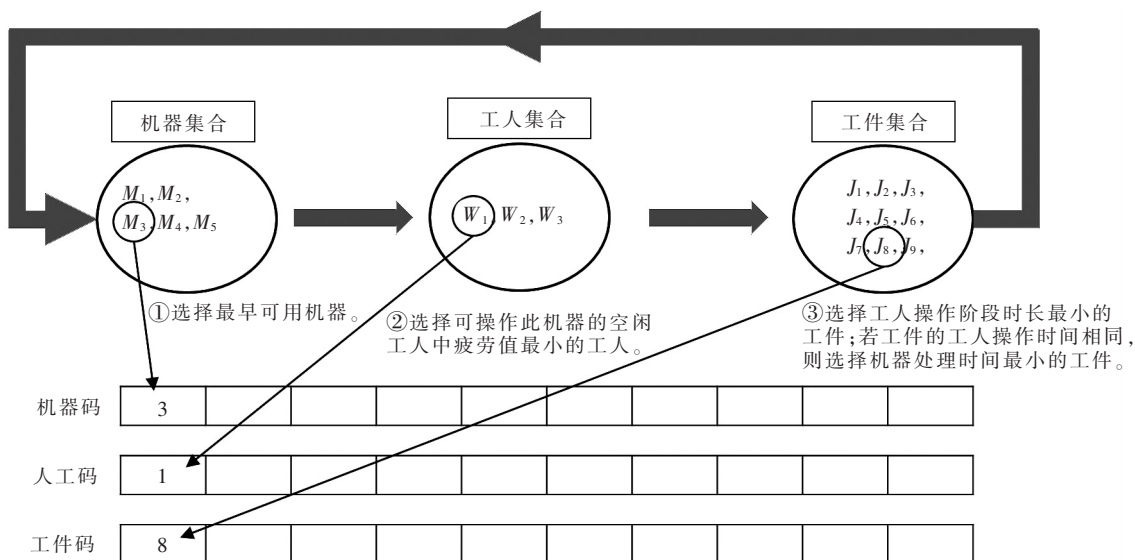 机器集合
工人集合
工件集合
M1,M2,
M3,M4,M5
W1,W2,W3
J1,J2,J3,
J4,J5,J6,
J7,J8,J9,
①选择最早可用机器。
②选择可操作此机器的空闲
工人中疲劳值最小的工人。
③选择工人操作阶段时长最小的
工件;若工件的工人操作时间相同,
则选择机器处理时间最小的工件。
机器码 3
人工码 1
工件码 8